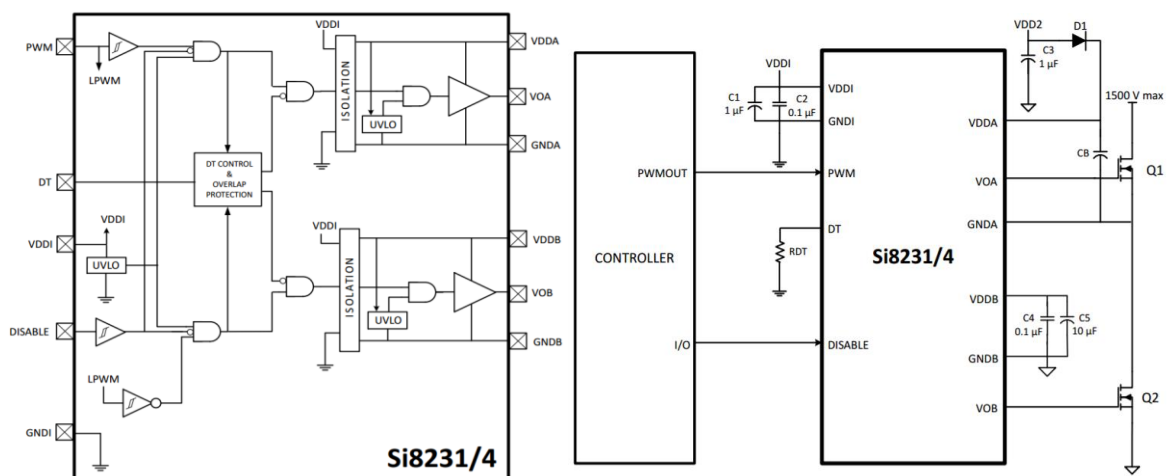 PWM
LPWM
DT
VDDI
VDDI
UVLO
DISABLE
LPWM
GNDI
DT CONTROL
&
OVERLAP
PROTECTION
VDDI
ISOLATION
UVLO
VDDA
VOA
GNDA
VDDI
ISOLATION
UVLO
VDDB
VOB
GNDB
Si8231/4
CONTROLLER
PWMOUT
I/O
VDDI
C1
1 μF
C2
0.1 μF
RDT
VDDI
GNDI
PWM
DT
DISABLE
Si8231/4
VDDA
VOA
GNDA
VDDB
GNDB
VOB
VDD2
D1
C3
1 μF
1500 V max
CB
Q1
C4
0.1 μF
C5
10 μF
Q2